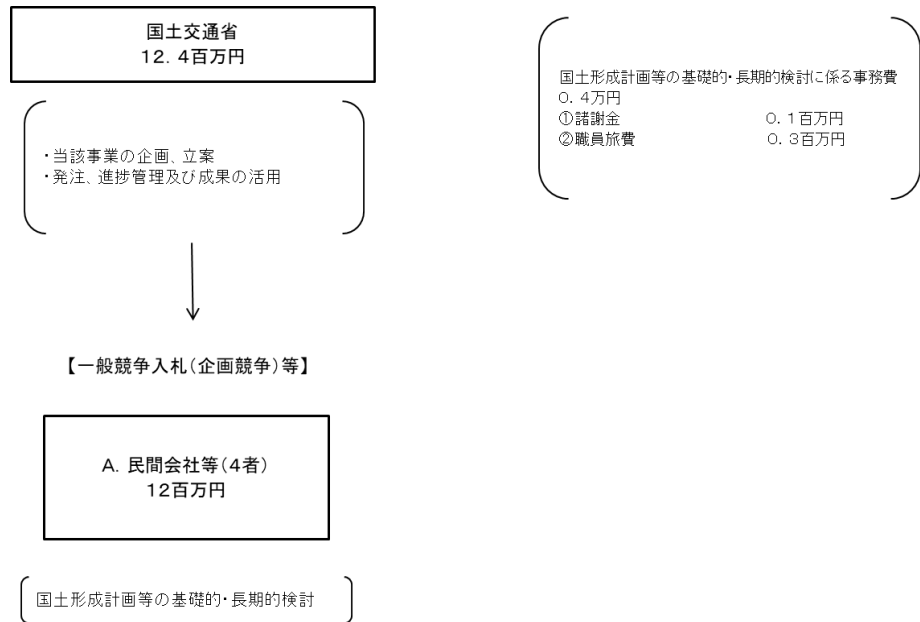 国土交通省
１２．４百万円
・当該事業の企画、立案
・発注、進捗管理及び成果の活用
国土形成計画等の基礎的・長期的検討に係る事務費
０．４万円
①諸謝金 ０．１百万円
②職員旅費 ０．３百万円
【一般競争入札（企画競争）等】
Ａ．民間会社等（４者）
１２百万円
国土形成計画等の基礎的・長期的検討